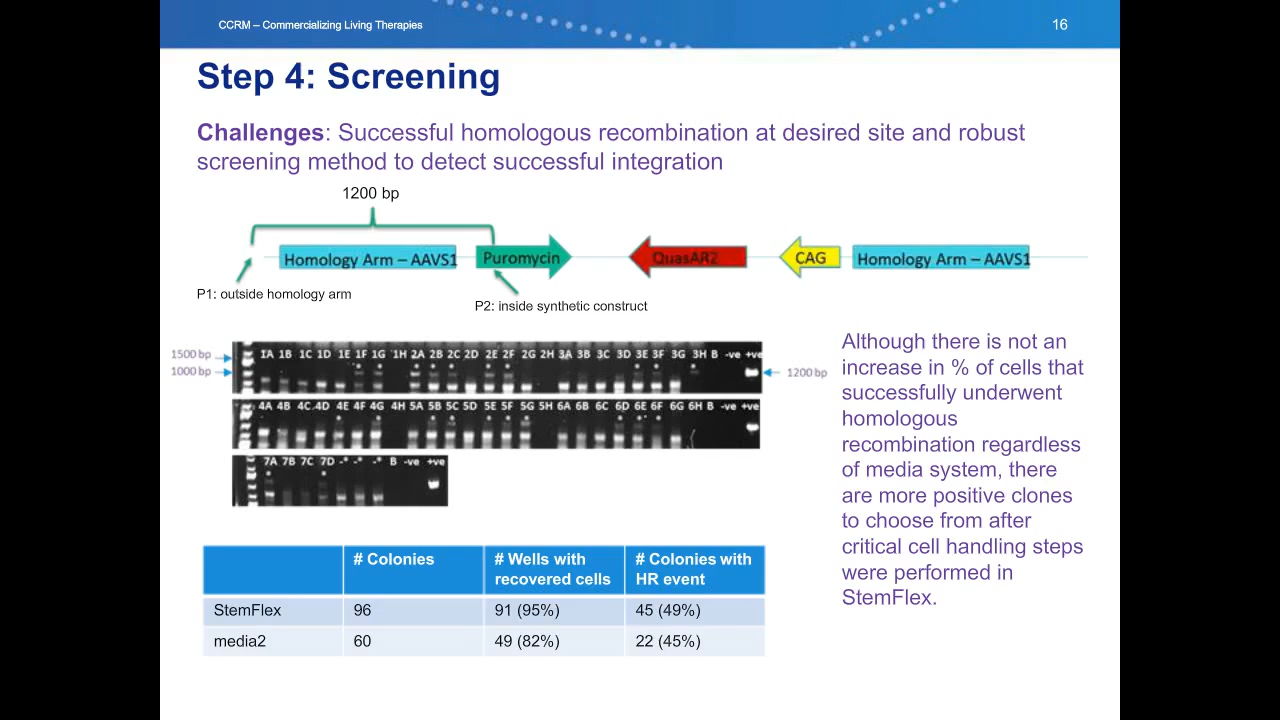 CCRM – Commercializing Living Therapies
16
Step 4: Screening
Challenges: Successful homologous recombination at desired site and robust
screening method to detect successful integration
1200 bp
Homology Arm – AAVS1
Puromycin
QuasAR2
CAG
Homology Arm – AAVS1
P1: outside homology arm
P2: inside synthetic construct
1500 bp
1000 bp
1A 1B 1C 1D 1E 1F 1G 1H 2A 2B 2C 2D 2E 2F 2G 2H 3A 3B 3C 3D 3E 3F 3G 3H B -ve +ve
1200 bp
4A 4B 4C 4D 4E 4F 4G 4H 5A 5B 5C 5D 5E 5F 5G 5H 6A 6B 6C 6D 6E 6F 6G 6H B -ve +ve
7A 7B 7C 7D -* -* -* B -ve +ve
Although there is not an
increase in % of cells that
successfully underwent
homologous
recombination regardless
of media system, there
are more positive clones
to choose from after
critical cell handling steps
were performed in
StemFlex.
# Colonies
# Wells with
recovered cells
# Colonies with
HR event
StemFlex 96 91 (95%) 45 (49%)
media2 60 49 (82%) 22 (45%)